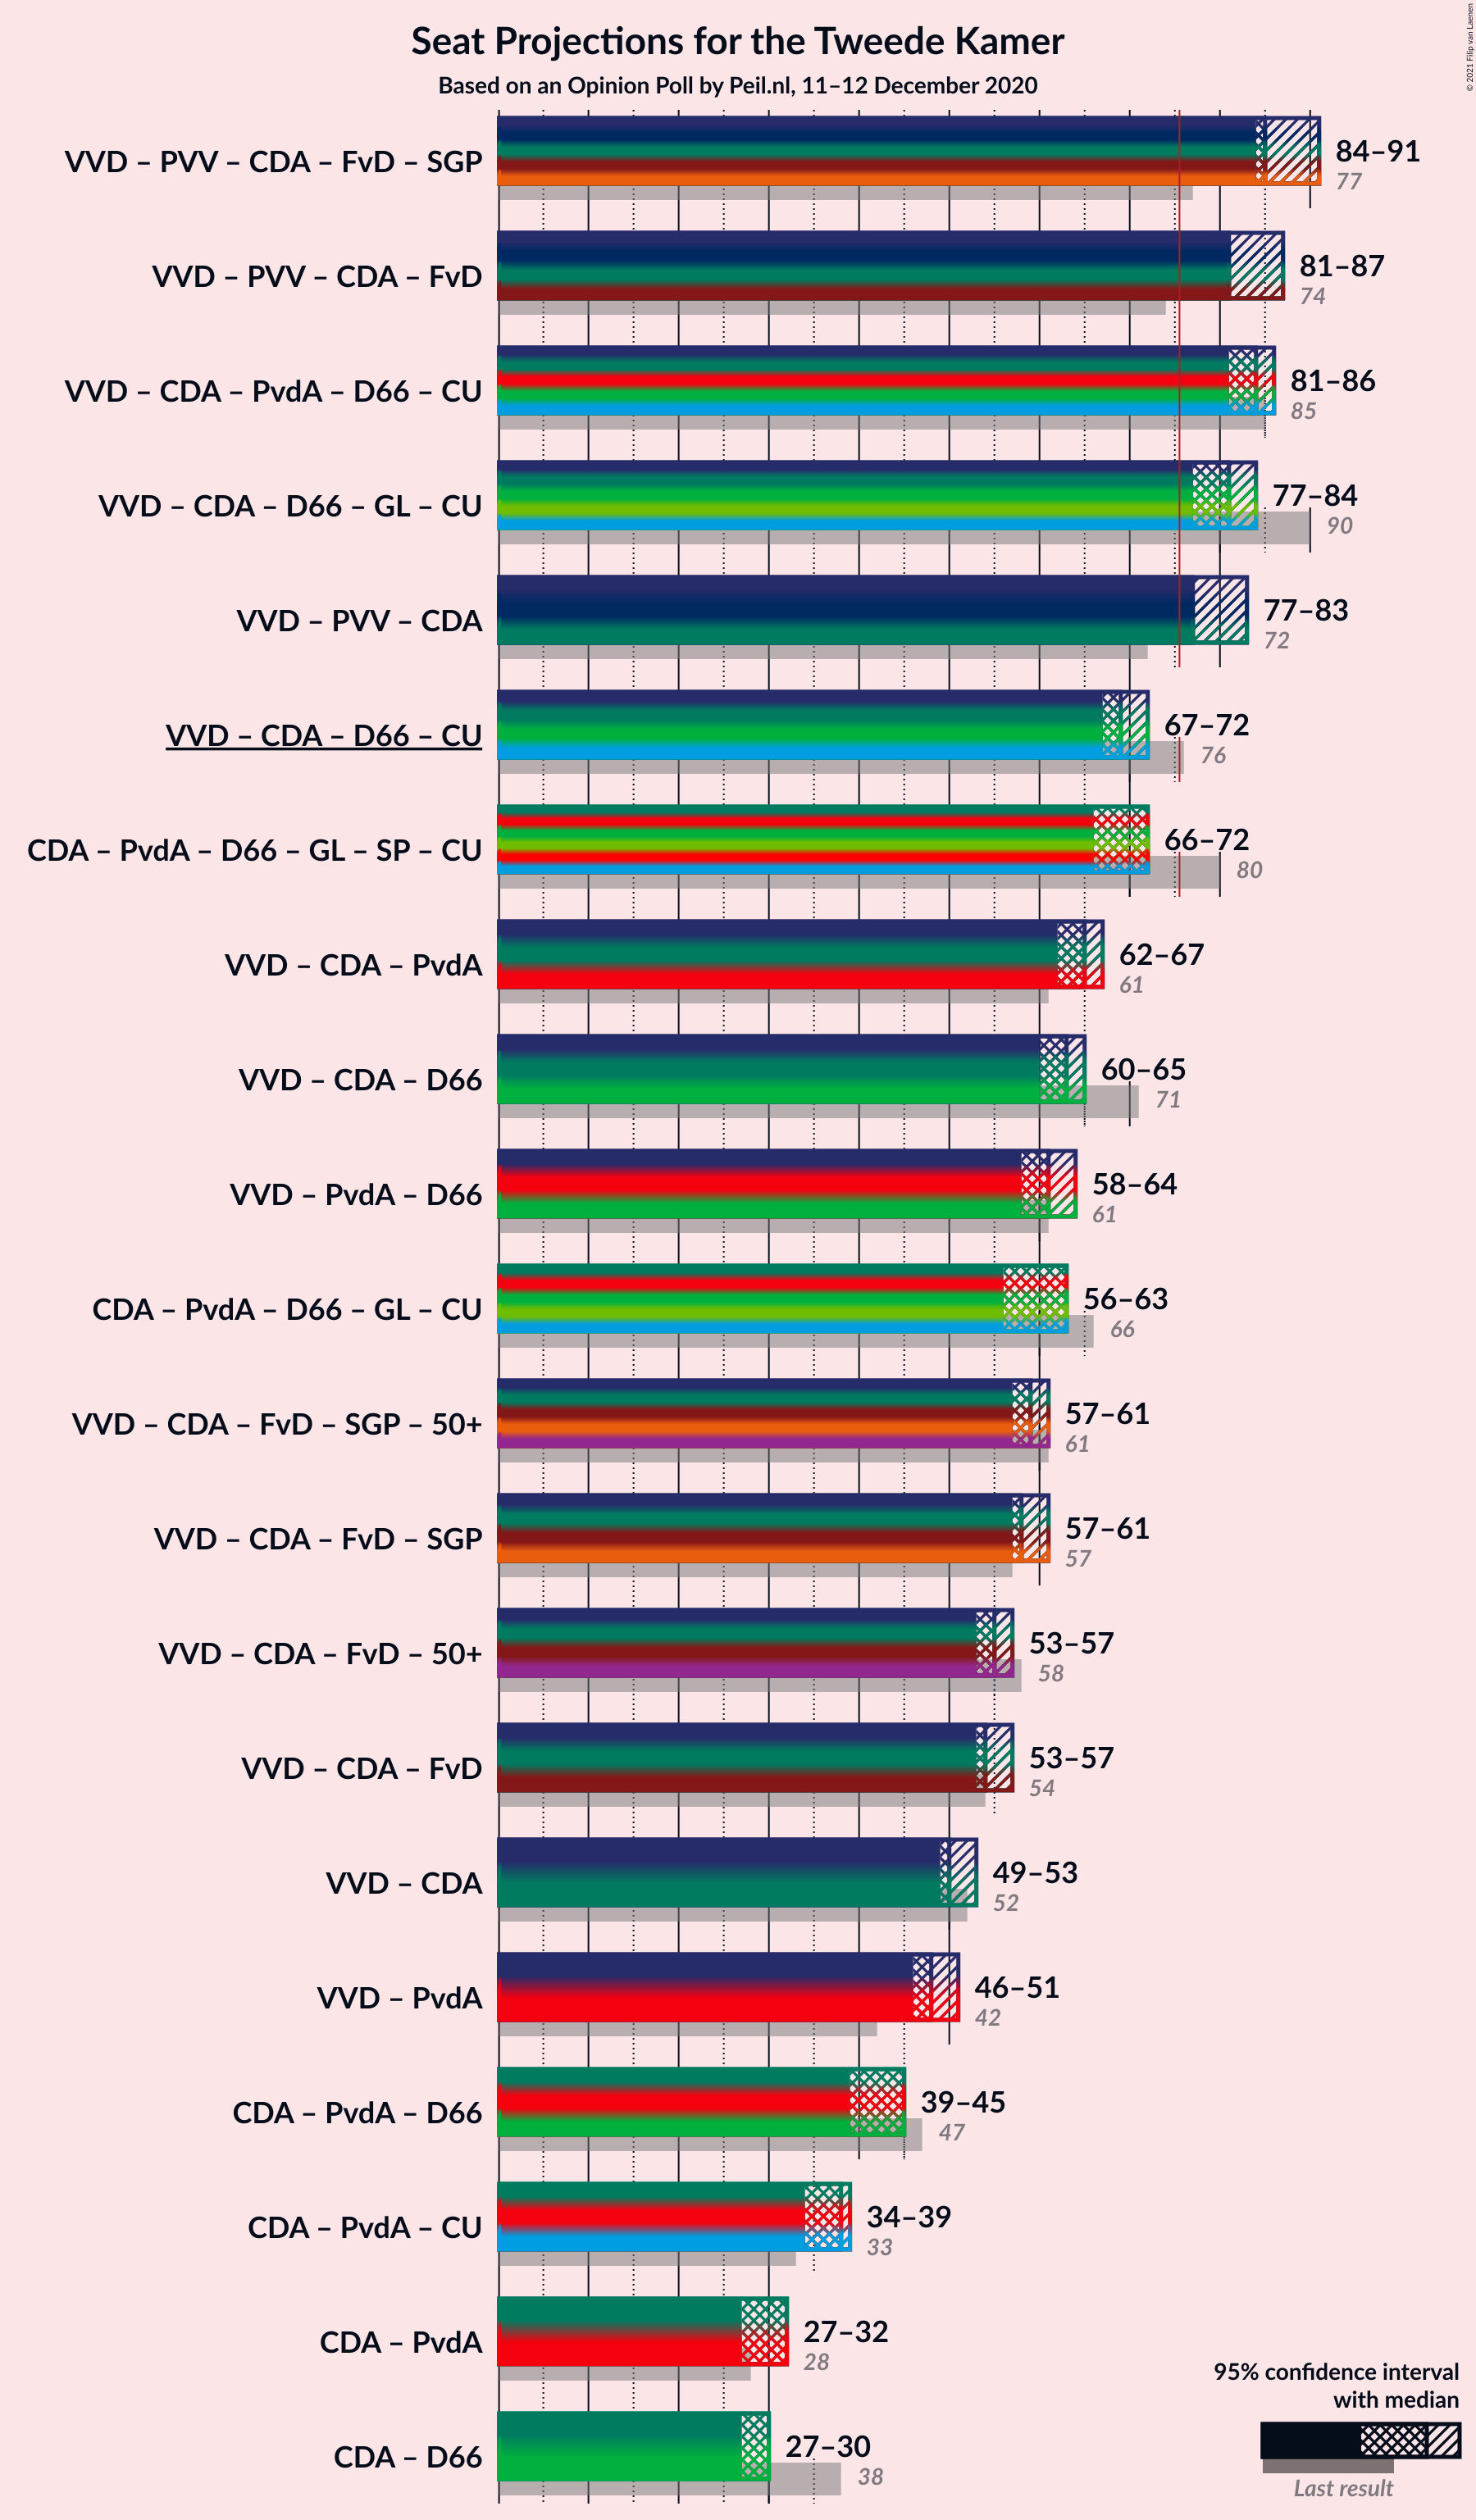 © 2021 Filip van Laenen
Seat Projections for the Tweede Kamer
Based on an Opinion Poll by Peil.nl, 11–12 December 2020
VVD – PVV – CDA – FvD – SGP
84–91
77
VVD – PVV – CDA – FvD
81–87
74
VVD – CDA – PvdA – D66 – CU
81–86
85
VVD – CDA – D66 – GL – CU
77–84
90
VVD – PVV – CDA
77–83
72
VVD – CDA – D66 – CU
67–72
76
CDA – PvdA – D66 – GL – SP – CU
66–72
80
VVD – CDA – PvdA
62–67
61
VVD – CDA – D66
60–65
71
VVD – PvdA – D66
58–64
61
CDA – PvdA – D66 – GL – CU
56–63
66
VVD – CDA – FvD – SGP – 50+
57–61
61
VVD – CDA – FvD – SGP
57–61
57
VVD – CDA – FvD – 50+
53–57
58
VVD – CDA – FvD
53–57
54
VVD – CDA
49–53
52
VVD – PvdA
46–51
42
CDA – PvdA – D66
39–45
47
CDA – PvdA – CU
34–39
33
CDA – PvdA
27–32
28
CDA – D66
27–30
38
95% confidence interval
with median
Last result